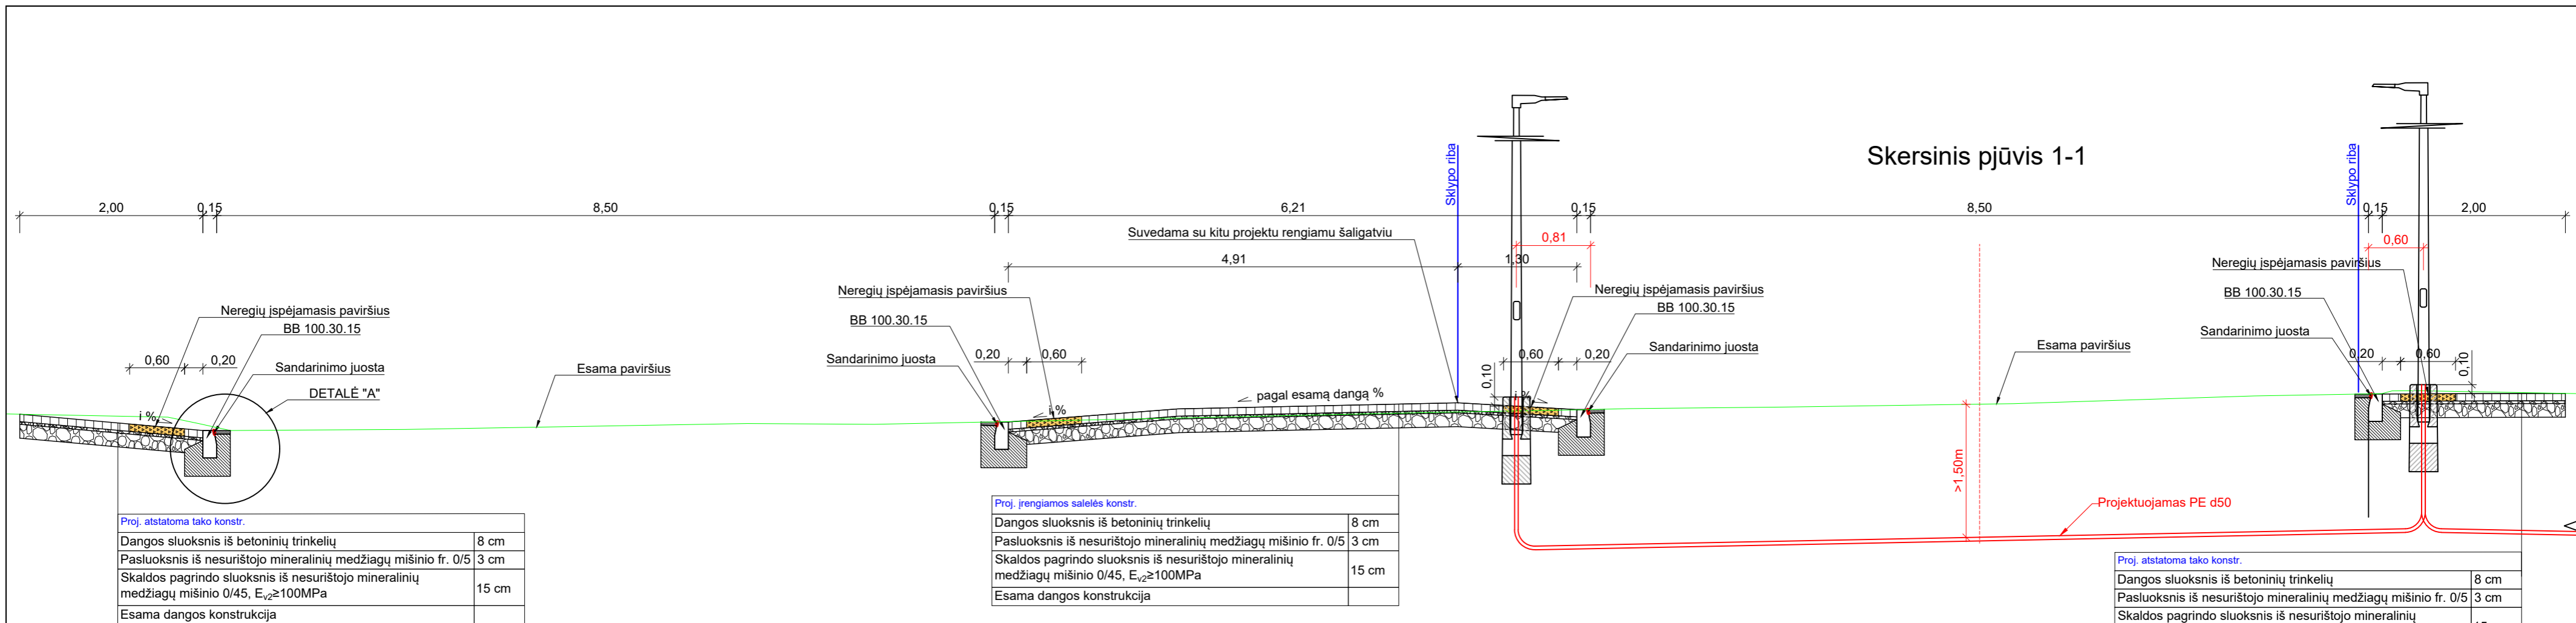 Skersinis pjūvis 1-1
Sklypo riba
Sklypo riba
2,00
0,15
8,50
0,15
6,21
0,15
8,50
0,15
2,00
Suvedama su kitu projektu rengiamu šaligatviu
0,81
0,60
4,91
1,30
Neregių įspėjamasis paviršius
BB 100.30.15
0,60
0,20
Sandarinimo juosta
DETALĖ "A"
i %
Esama paviršius
Neregių įspėjamasis paviršius
BB 100.30.15
Sandarinimo juosta
0,20
0,60
i %
pagal esamą dangą %
0,10
i %
Neregių įspėjamasis paviršius
BB 100.30.15
0,60
0,20
Sandarinimo juosta
Esama paviršius
Neregių įspėjamasis paviršius
BB 100.30.15
Sandarinimo juosta
0,20
0,60
0,10
>1,50m
Projektuojamas PE d50
Proj. atstatoma tako konstr.
Dangos sluoksnis iš betoninių trinkelių 8 cm
Pasluoksnis iš nesurištojo mineralinių medžiagų mišinio fr. 0/5 3 cm
Skaldos pagrindo sluoksnis iš nesurištojo mineralinių
medžiagų mišinio 0/45, Ev2≥100MPa 15 cm
Esama dangos konstrukcija
Proj. įrengiamos salelės konstr.
Dangos sluoksnis iš betoninių trinkelių 8 cm
Pasluoksnis iš nesurištojo mineralinių medžiagų mišinio fr. 0/5 3 cm
Skaldos pagrindo sluoksnis iš nesurištojo mineralinių
medžiagų mišinio 0/45, Ev2≥100MPa 15 cm
Esama dangos konstrukcija
Proj. atstatoma tako konstr.
Dangos sluoksnis iš betoninių trinkelių 8 cm
Pasluoksnis iš nesurištojo mineralinių medžiagų mišinio fr. 0/5 3 cm
Skaldos pagrindo sluoksnis iš nesurištojo mineralinių